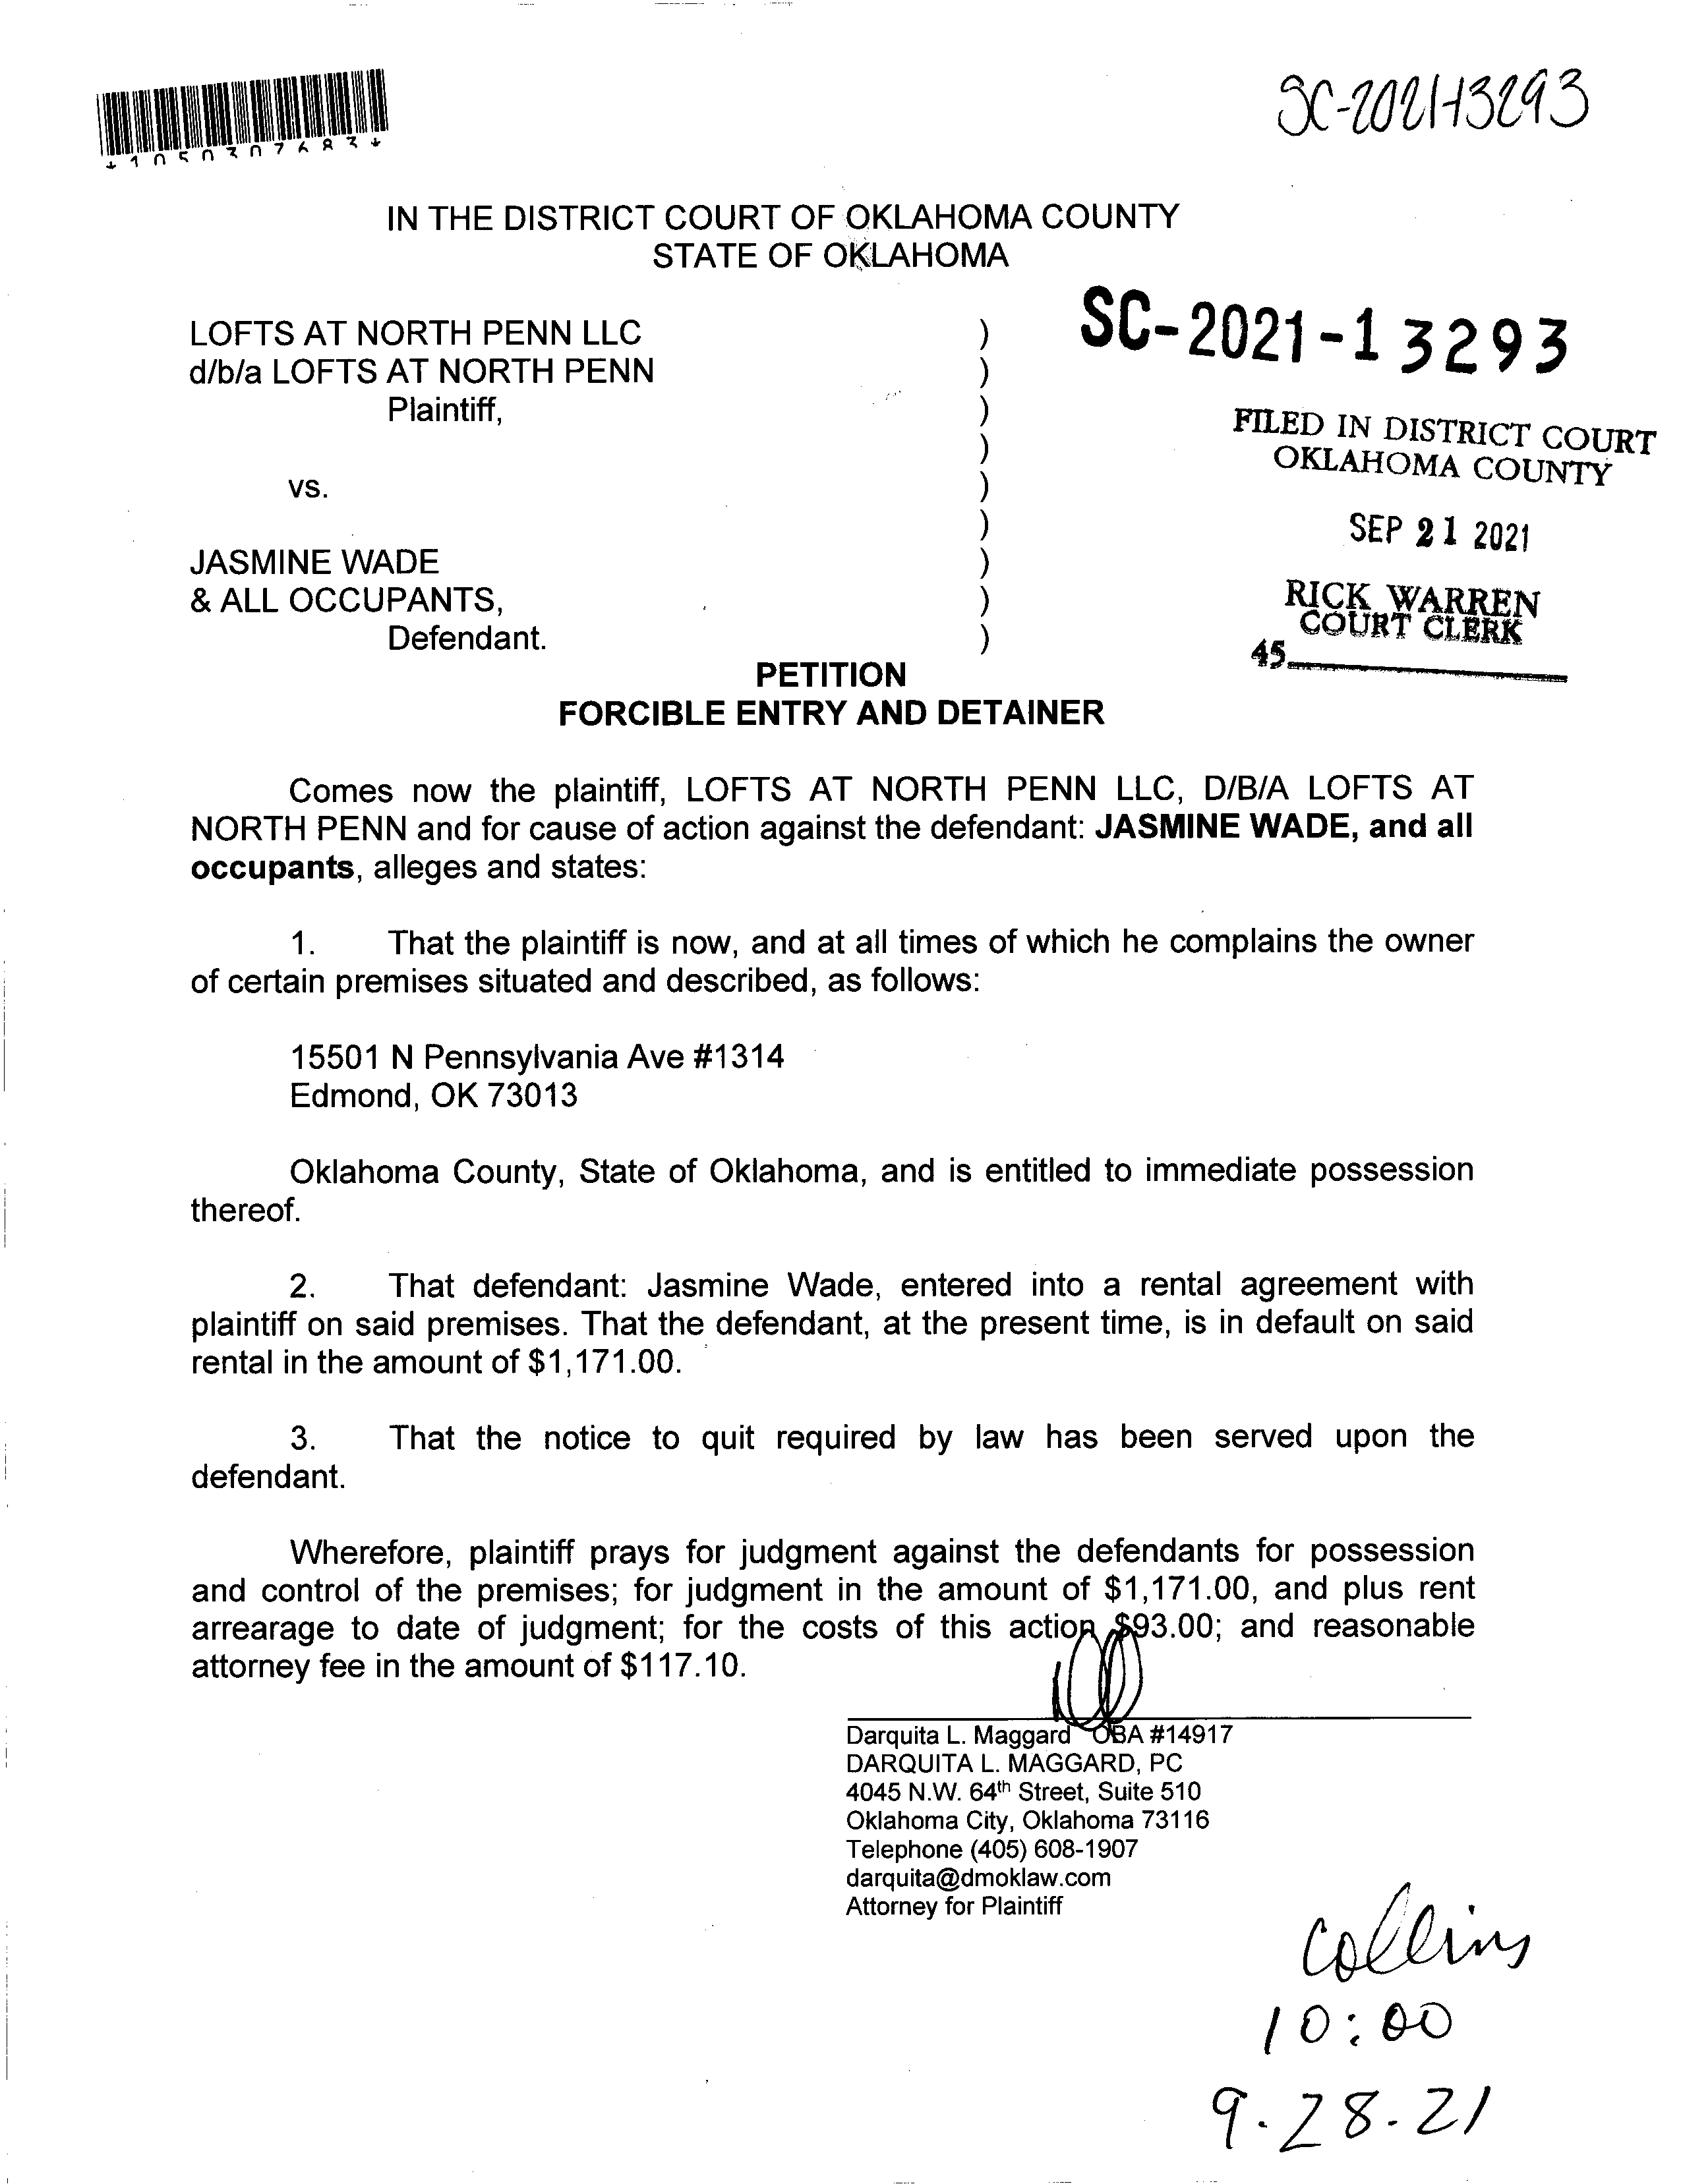 SC-2021-13293
*1050307683*
IN THE DISTRICT COURT OF OKLAHOMA COUNTY
STATE OF OKLAHOMA
LOFTS AT NORTH PENN LLC )
d/b/a LOFTS AT NORTH PENN )
Plaintiff, )
)
vs. )
)
JASMINE WADE )
& ALL OCCUPANTS, )
Defendant. )
SC-2021-13293
FILED IN DISTRICT COURT
OKLAHOMA COUNTY
SEP 21 2021
RICK WARREN
COURT CLERK
45
PETITION
FORCIBLE ENTRY AND DETAINER
Comes now the plaintiff, LOFTS AT NORTH PENN LLC, D/B/A LOFTS AT
NORTH PENN and for cause of action against the defendant: JASMINE WADE, and all
occupants, alleges and states:
1. That the plaintiff is now, and at all times of which he complains the owner
of certain premises situated and described, as follows:
15501 N Pennsylvania Ave #1314
Edmond, OK 73013
Oklahoma County, State of Oklahoma, and is entitled to immediate possession
thereof.
2. That defendant: Jasmine Wade, entered into a rental agreement with
plaintiff on said premises. That the defendant, at the present time, is in default on said
rental in the amount of $1,171.00.
3. That the notice to quit required by law has been served upon the
defendant.
Wherefore, plaintiff prays for judgment against the defendants for possession
and control of the premises; for judgment in the amount of $1,171.00, and plus rent
arrearage to date of judgment; for the costs of this action $93.00; and reasonable
attorney fee in the amount of $117.10.
Darquita L. Maggard OBA #14917
DARQUITA L. MAGGARD, PC
4045 N.W. 64th Street, Suite 510
Oklahoma City, Oklahoma 73116
Telephone (405) 608-1907
darquita@dmoklaw.com
Attorney for Plaintiff
Collins
10:00
9.28.21